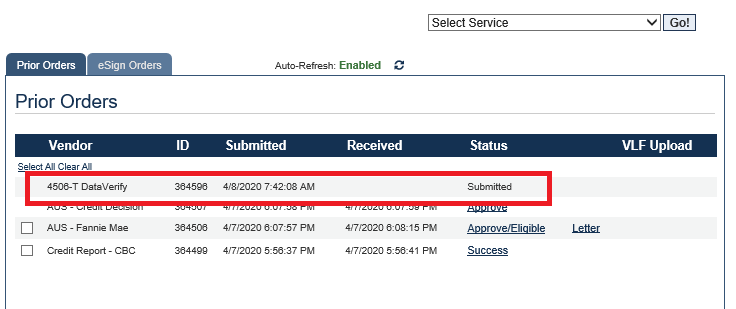 Select Service Go!
Prior Orders eSign Orders Auto-Refresh: Enabled
Prior Orders
Vendor ID Submitted Received Status VLF Upload
Select All Clear All
4506-T DataVerify 364596 4/8/2020 7:42:08 AM Submitted
AUS - Credit Decision 364507 4/7/2020 6:07:58 PM 4/7/2020 6:07:59 PM Approve
AUS - Fannie Mae 364506 4/7/2020 6:07:57 PM 4/7/2020 6:08:15 PM Approve/Eligible Letter
Credit Report - CBC 364499 4/7/2020 5:56:37 PM 4/7/2020 5:56:41 PM Success